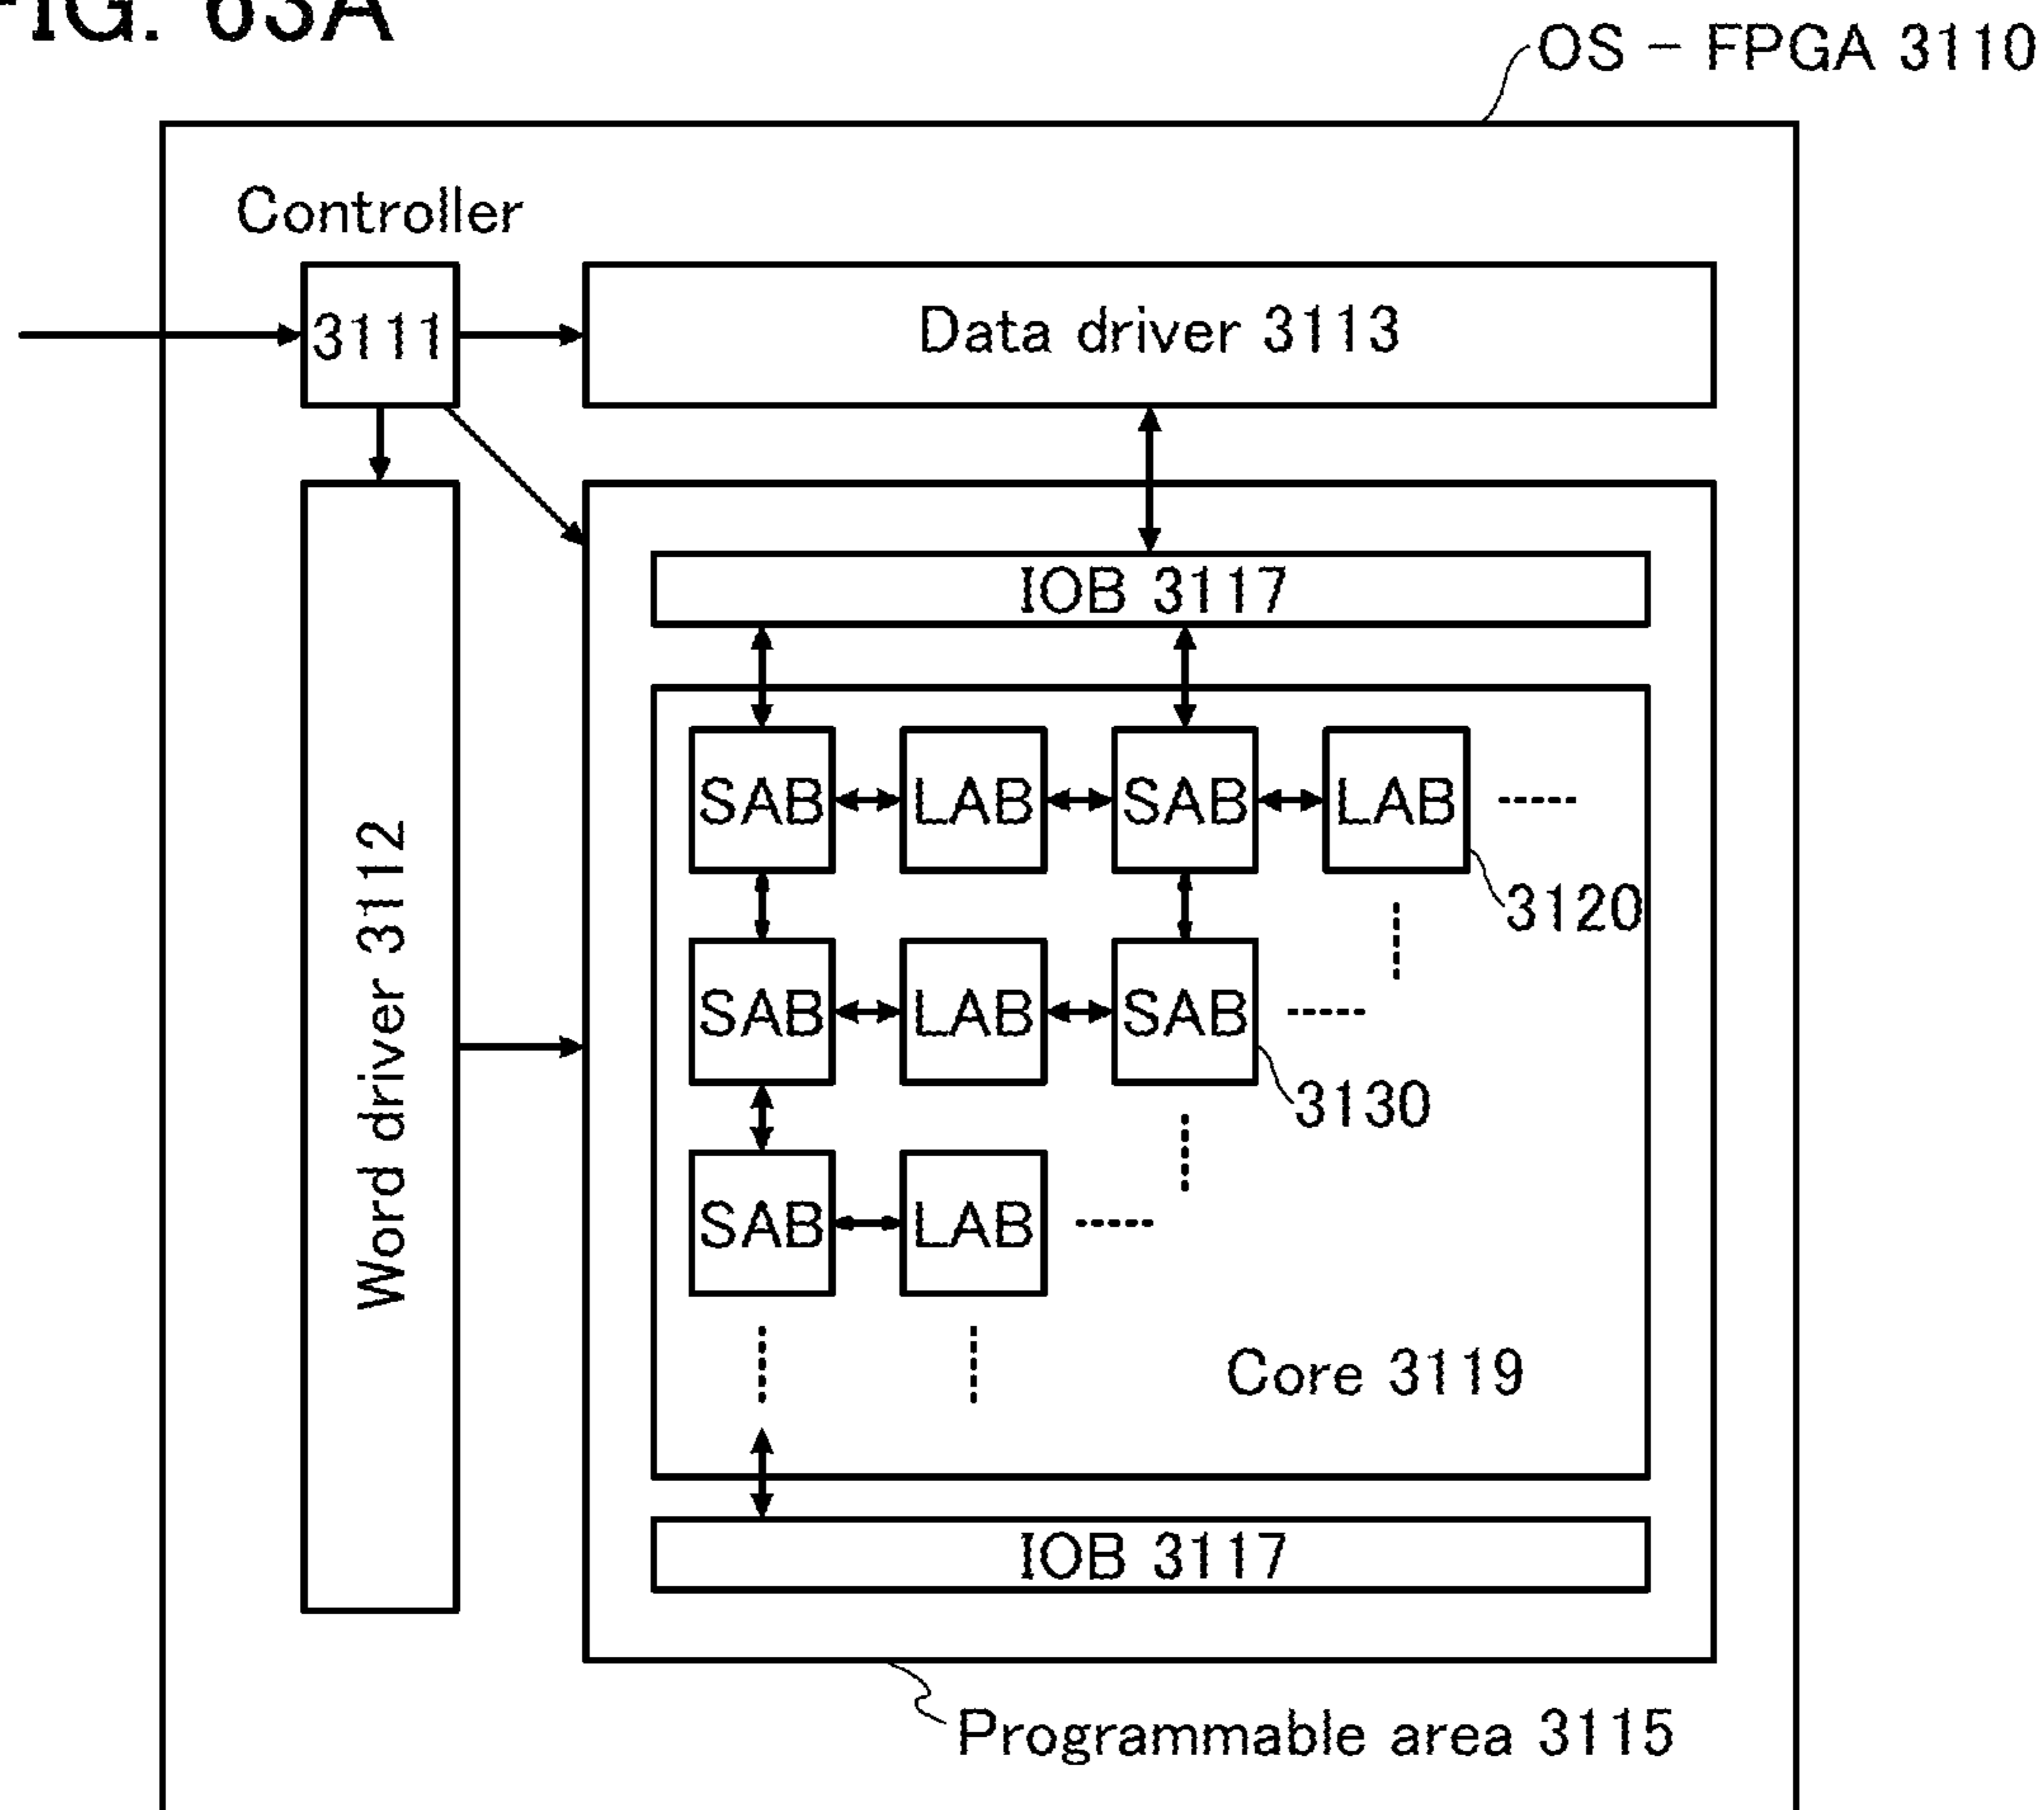 FIG. 63A
OS - FPGA 3110
Controller
3111
Data driver 3113
Word driver 3112
IOB 3117
SAB LAB SAB LAB
3120
SAB LAB SAB
3130
SAB LAB
Core 3119
IOB 3117
Programmable area 3115